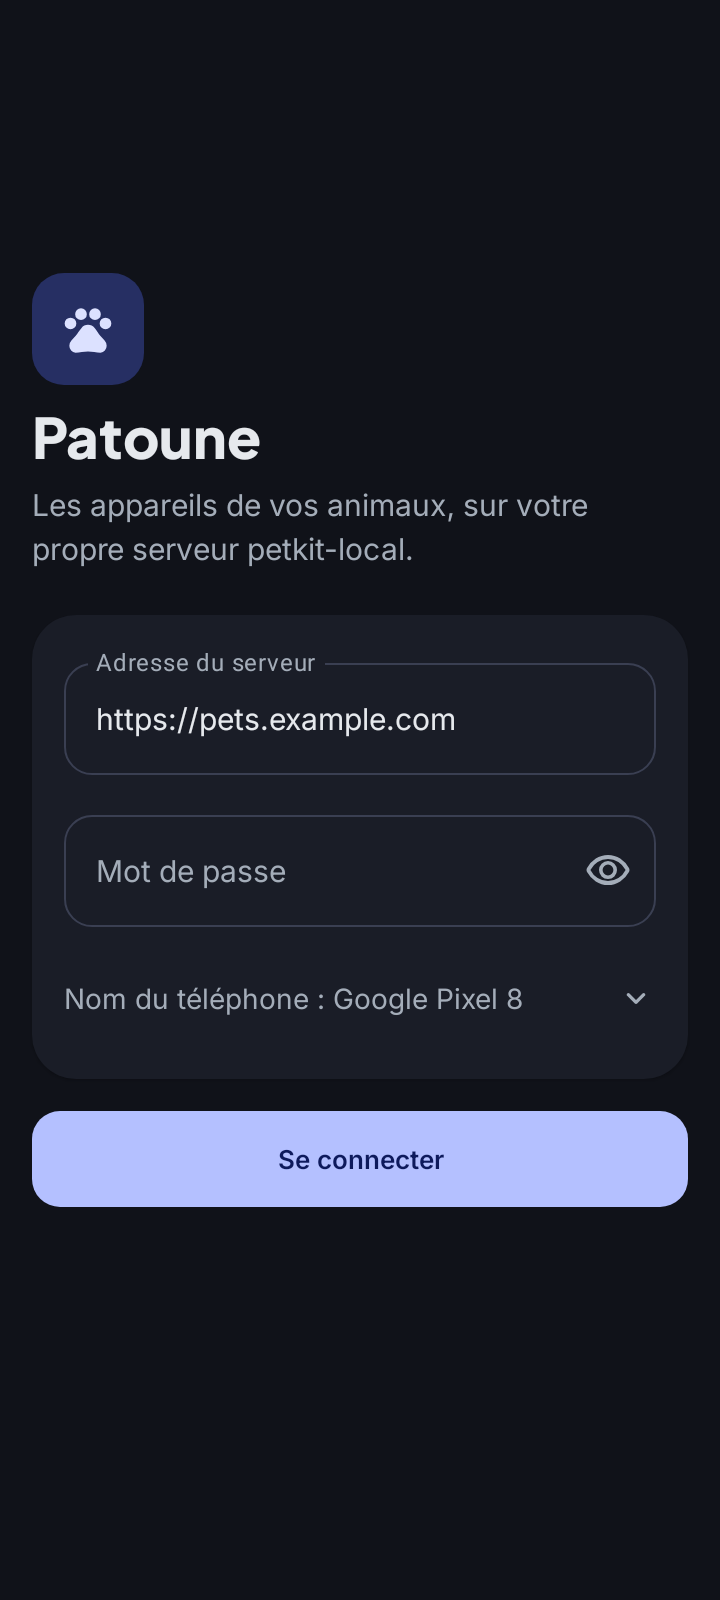 Patoune
Les appareils de vos animaux, sur votre
propre serveur petkit-local.
Adresse du serveur
https://pets.example.com
Mot de passe
Nom du téléphone : Google Pixel 8
Se connecter